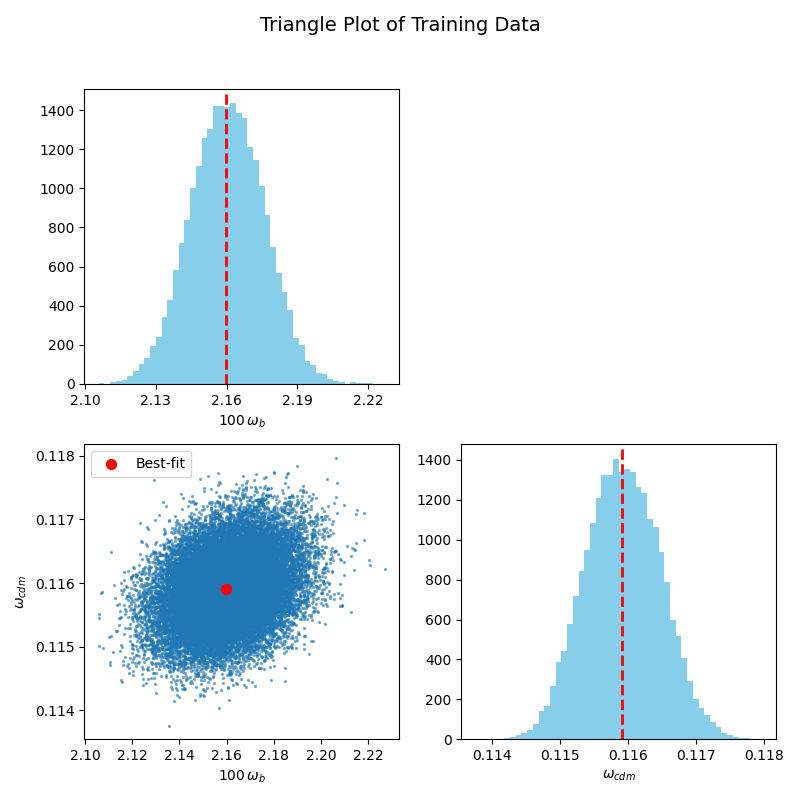 Triangle Plot of Training Data
1400
1200
1000
800
600
400
200
0
2.10 2.13 2.16 2.19 2.22
100 ω_b
0.118
0.117
0.116
0.115
0.114
ω_cdm
Best-fit
2.10 2.12 2.14 2.16 2.18 2.20 2.22
100 ω_b
1400
1200
1000
800
600
400
200
0
0.114 0.115 0.116 0.117 0.118
ω_cdm